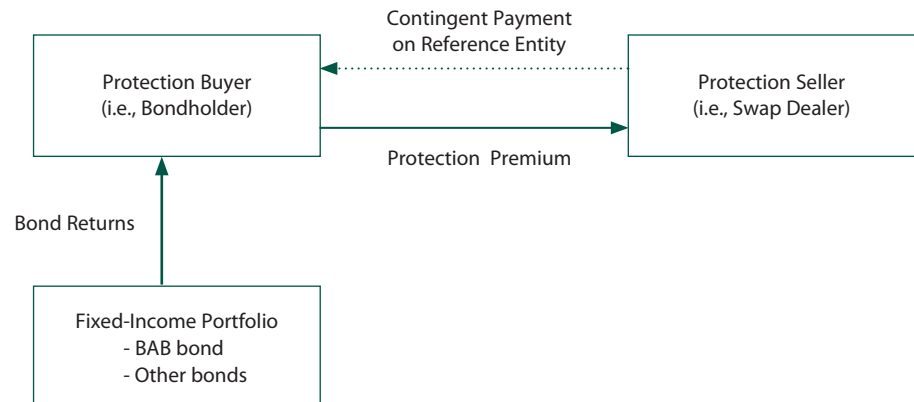 Contingent Payment
on Reference Entity
Protection Buyer
(i.e., Bondholder)
Protection Seller
(i.e., Swap Dealer)
Protection Premium
Bond Returns
Fixed-Income Portfolio
- BAB bond
- Other bonds